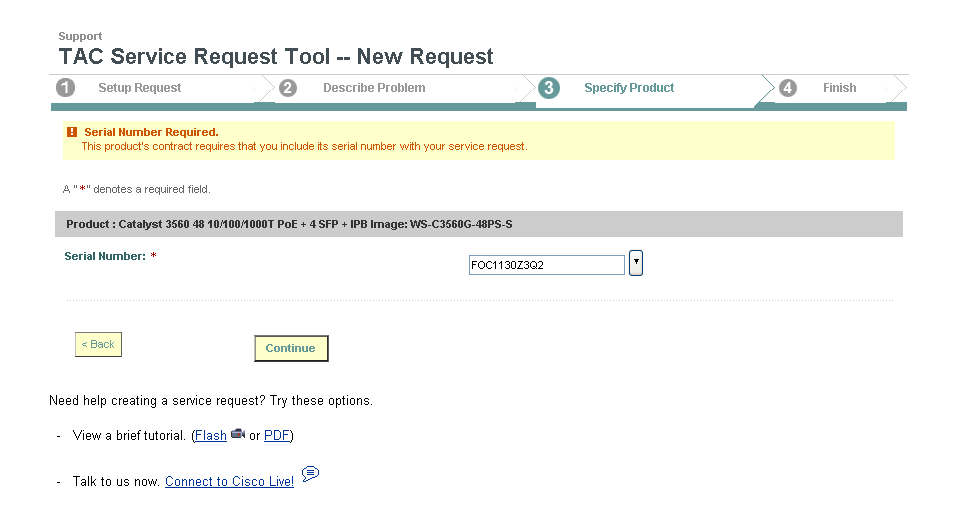 Support
TAC Service Request Tool -- New Request
1 Setup Request 2 Describe Problem 3 Specify Product 4 Finish
! Serial Number Required.
This product's contract requires that you include its serial number with your service request.
A "*" denotes a required field.
Product : Catalyst 3560 48 10/100/1000T PoE + 4 SFP + IPB Image: WS-C3560G-48PS-S
Serial Number: * FOC1130Z3Q2
< Back Continue
Need help creating a service request? Try these options.
- View a brief tutorial. (Flash or PDF)
- Talk to us now. Connect to Cisco Live!